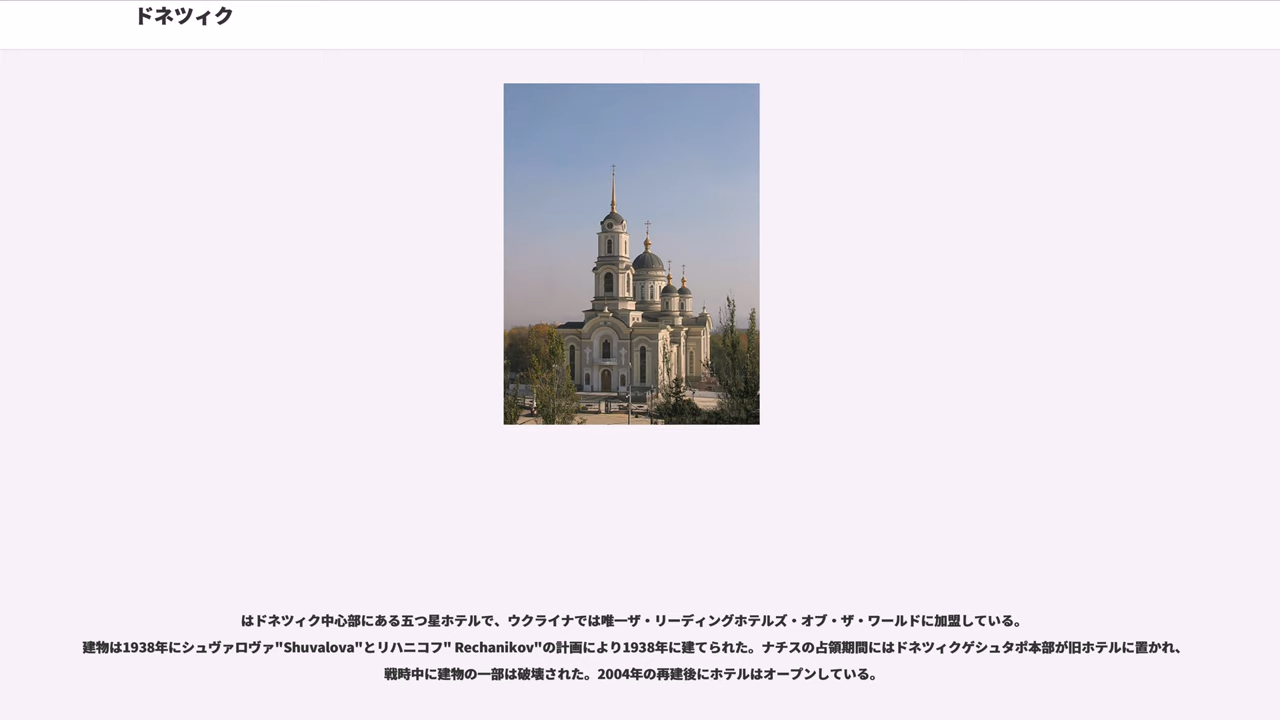 ドネツィク
はドネツィク中心部にある五つ星ホテルで、ウクライナでは唯一ザ・リーディングホテルズ・オブ・ザ・ワールドに加盟している。
建物は1938年にシュヴァロヴァ"Shuvalova"とリハニコフ" Rechanikov"の計画により1938年に建てられた。ナチスの占領期間にはドネツィクゲシュタポ本部が旧ホテルに置かれ、
戦時中に建物の一部は破壊された。2004年の再建後にホテルはオープンしている。